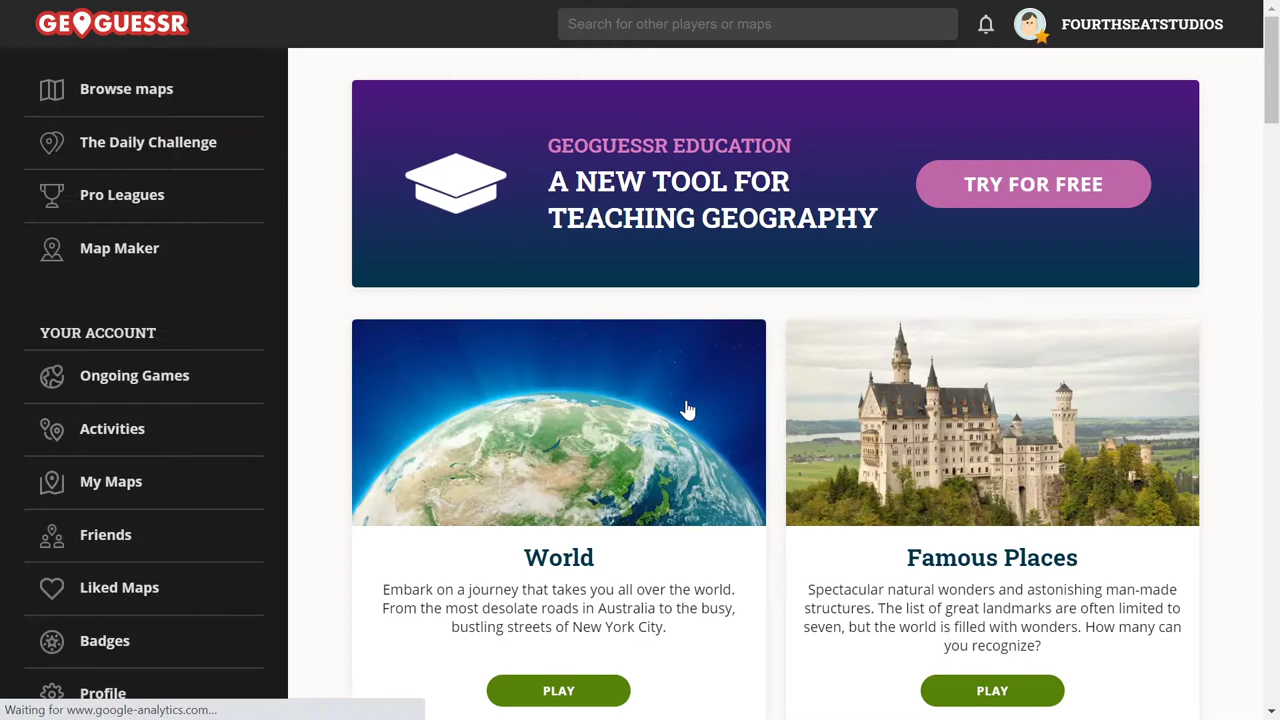 GEOGUESSR
Search for other players or maps
FOURTHSEATSTUDIOS
Browse maps
The Daily Challenge
Pro Leagues
Map Maker
YOUR ACCOUNT
Ongoing Games
Activities
My Maps
Friends
Liked Maps
Badges
Profile
GEOGUESSR EDUCATION
A NEW TOOL FOR
TEACHING GEOGRAPHY
TRY FOR FREE
World
Embark on a journey that takes you all over the world.
From the most desolate roads in Australia to the busy,
bustling streets of New York City.
PLAY
Famous Places
Spectacular natural wonders and astonishing man-made
structures. The list of great landmarks are often limited to
seven, but the world is filled with wonders. How many can
you recognize?
PLAY
Waiting for www.google-analytics.com...